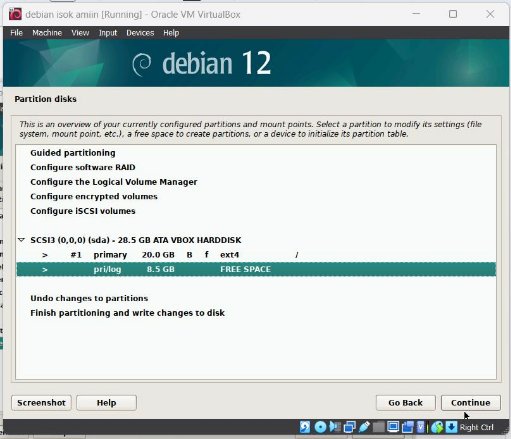 debian isok amiin [Running] - Oracle VM VirtualBox
File Machine View Input Devices Help
debian 12
Partition disks
This is an overview of your currently configured partitions and mount points. Select a partition to modify its settings (file
system, mount point, etc.), a free space to create partitions, or a device to initialize its partition table.
Guided partitioning
Configure software RAID
Configure the Logical Volume Manager
Configure encrypted volumes
Configure iSCSI volumes
SCSI3 (0,0,0) (sda) - 28.5 GB ATA VBOX HARDDISK
> #1 primary 20.0 GB B f ext4 /
> pri/log 8.5 GB FREE SPACE
Undo changes to partitions
Finish partitioning and write changes to disk
Screenshot Help Go Back Continue
Right Ctrl